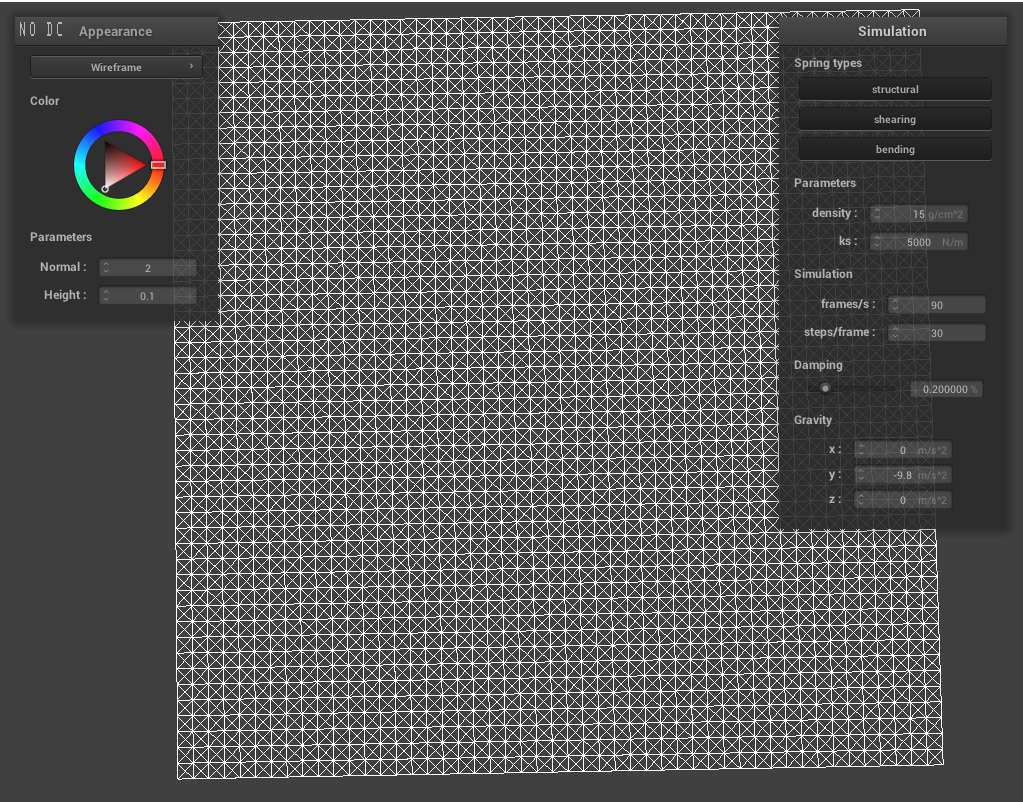 NO DC
Appearance
Wireframe
Color
Parameters
Normal : 2
Height : 0.1
Simulation
Spring types
structural
shearing
bending
Parameters
density : 15 g/cm^2
ks : 5000 N/m
Simulation
frames/s : 90
steps/frame : 30
Damping
0.200000 %
Gravity
x : 0 m/s^2
y : -9.8 m/s^2
z : 0 m/s^2